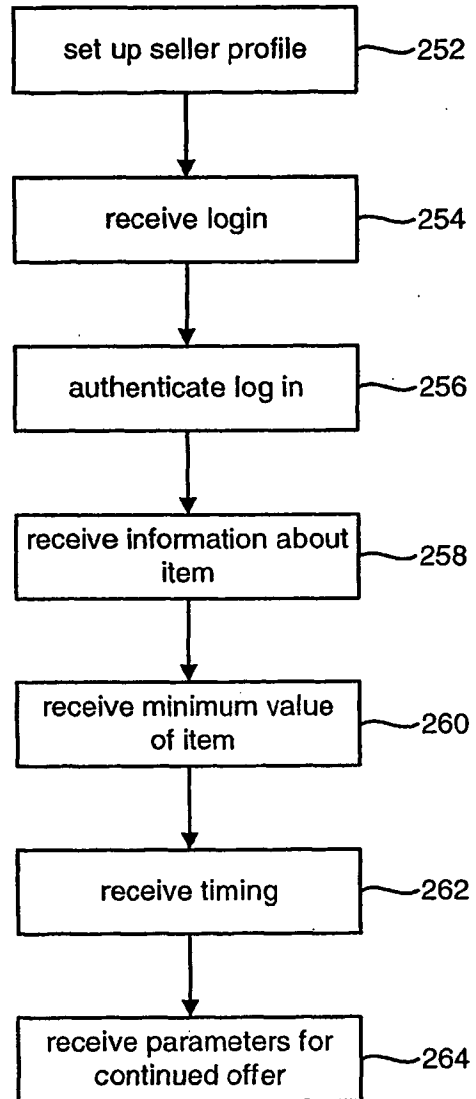 set up seller profile
252
receive login
254
authenticate log in
256
receive information about
item
258
receive minimum value
of item
260
receive timing
262
receive parameters for
continued offer
264